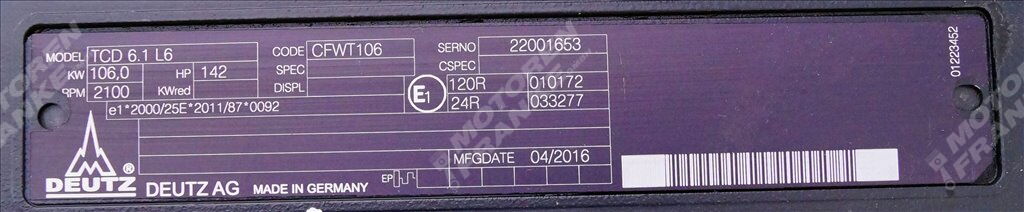 MODEL TCD 6.1 L6 CODE CFWT106 SERNO 22001653
KW 106,0 HP 142 SPEC CSPEC
RPM 2100 KWred DISPL E1 120R 010172
24R 033277
e1*2000/25E*2011/87*0092
MFGDATE 04/2016
EP
DEUTZ® DEUTZ AG MADE IN GERMANY
01223452
MOTOREN
FRANKEN